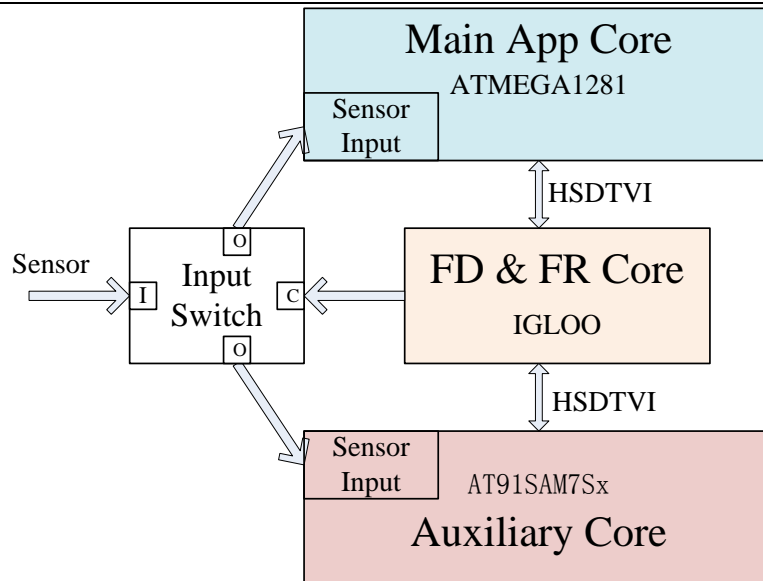 Main App Core
ATMEGA1281
Sensor
Input
HSDTVI
Sensor
I
Input
Switch
O
C
O
FD & FR Core
IGLOO
HSDTVI
Sensor
Input
AT91SAM7Sx
Auxiliary Core